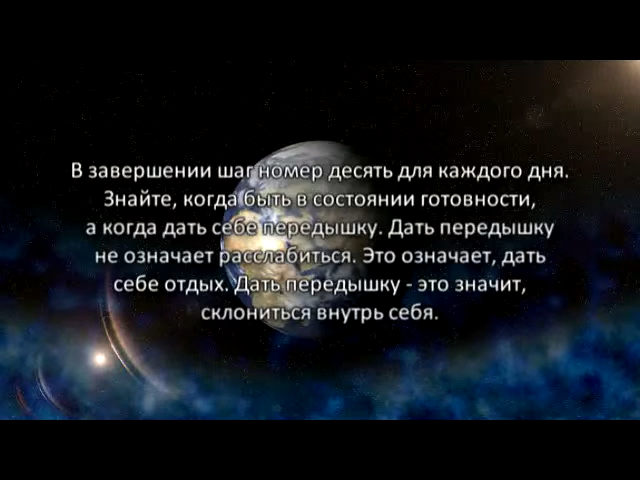 В завершении шаг номер десять для каждого дня.
Знайте, когда быть в состоянии готовности,
а когда дать себе передышку. Дать передышку
не означает расслабиться. Это означает, дать
себе отдых. Дать передышку - это значит,
склониться внутрь себя.